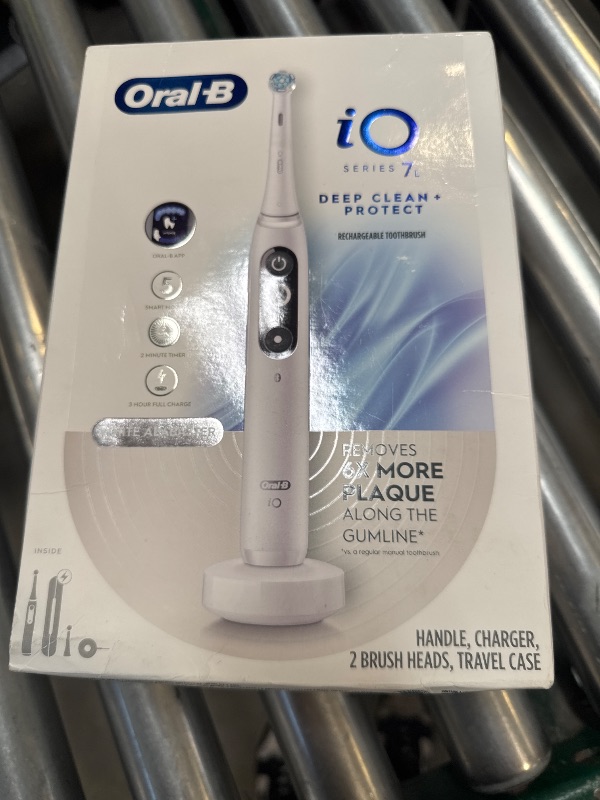 Oral-B
iO
SERIES 7L
DEEP CLEAN +
PROTECT
RECHARGEABLE TOOTHBRUSH
ORAL-B APP
5
2 MINUTE TIMER
3 HOUR FULL CHARGE
REMOVES
6X MORE
PLAQUE
ALONG THE
GUMLINE*
*vs. a regular manual toothbrush
Oral-B
iO
INSIDE
HANDLE, CHARGER,
2 BRUSH HEADS, TRAVEL CASE